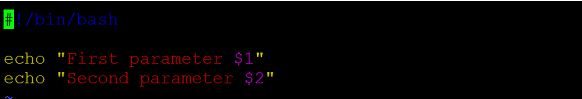 #!/bin/bash
echo "First parameter $1"
echo "Second parameter $2"
~